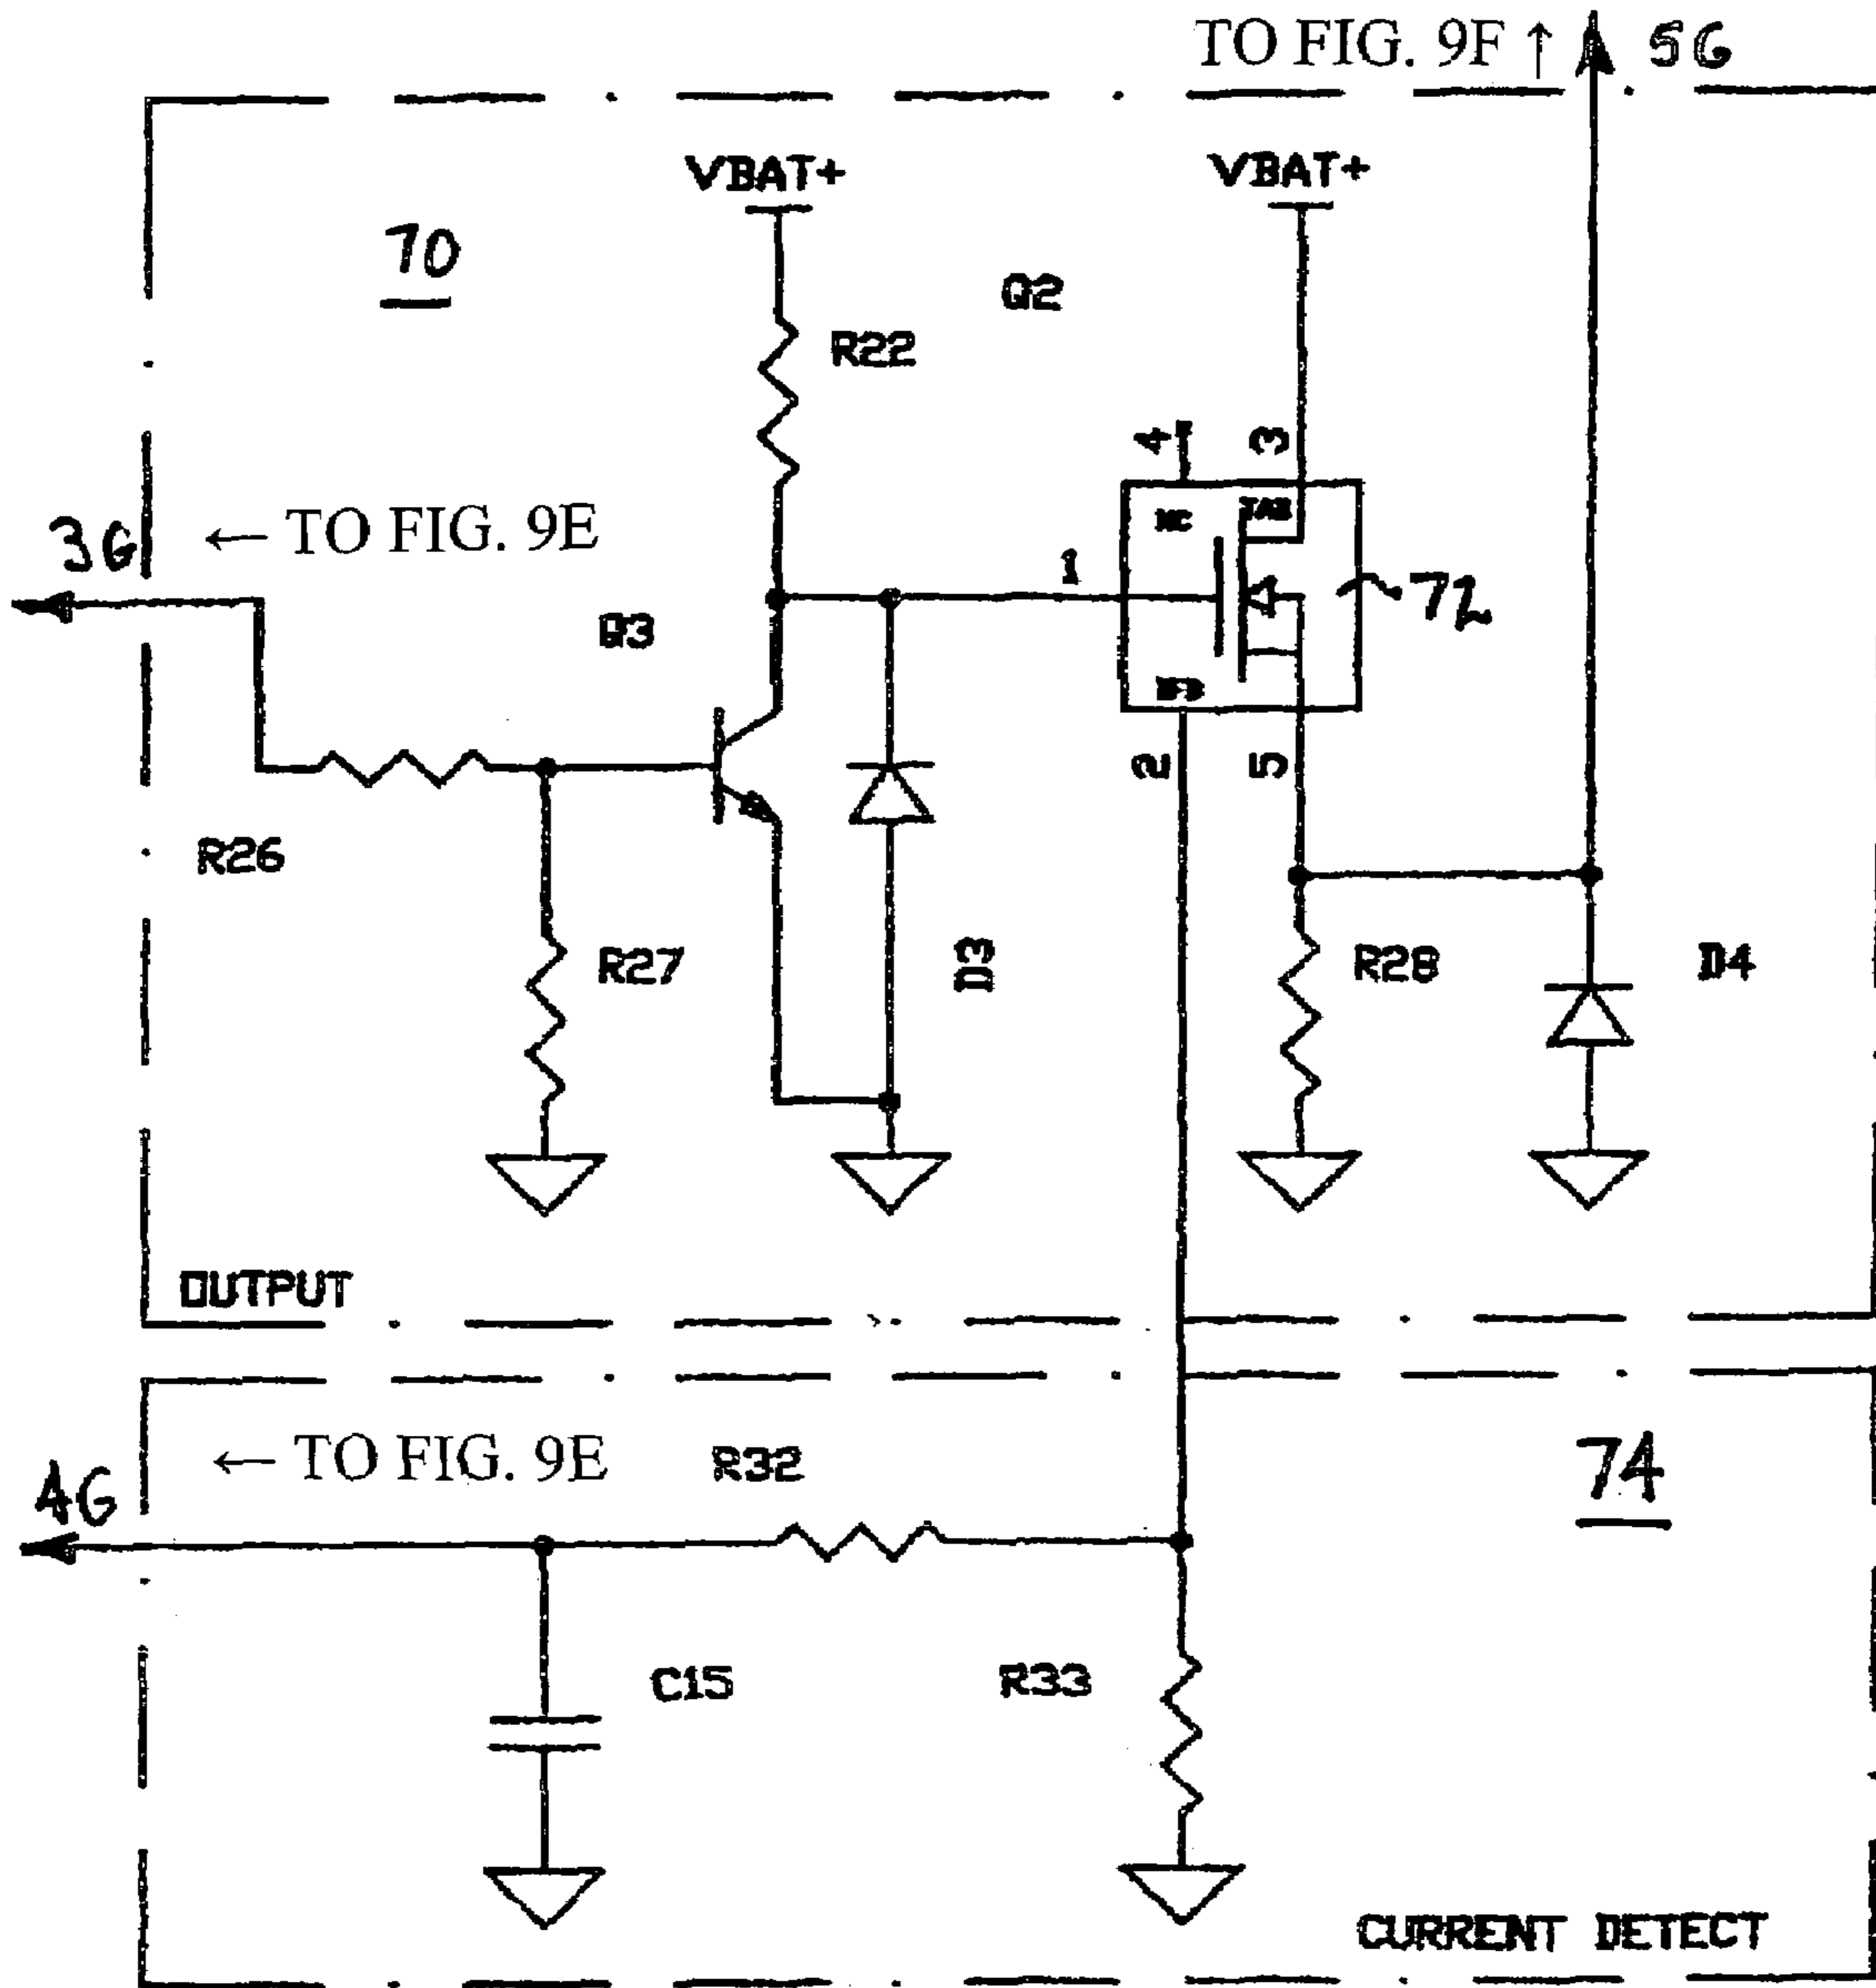 TO FIG. 9F ↑ 5G
VBAT+ VBAT+
70
Q2
R22
4 3
NC TAB
3G ← TO FIG. 9E
1
72
Q3
2 5
R26
R27 D3 R28 D4
OUTPUT
← TO FIG. 9E R32
4G
74
C15 R33
CURRENT DETECT